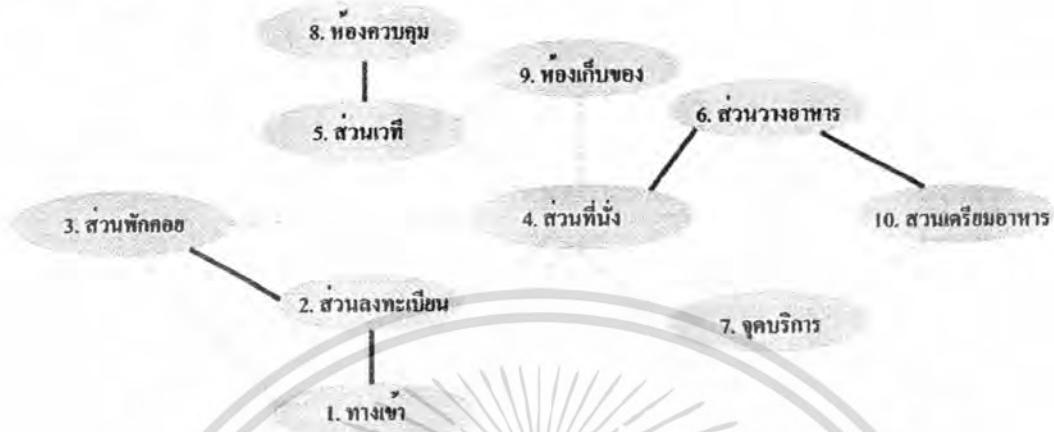 8. ห้องควบคุม
9. ห้องเก็บของ
6. ส่วนวางอาหาร
5. ส่วนเวที
3. ส่วนพักคอย
4. ส่วนที่นั่ง
10. สวนเตรียมอาหาร
2. ส่วนลงทะเบียน
7. จุดบริการ
1. ทางเข้า